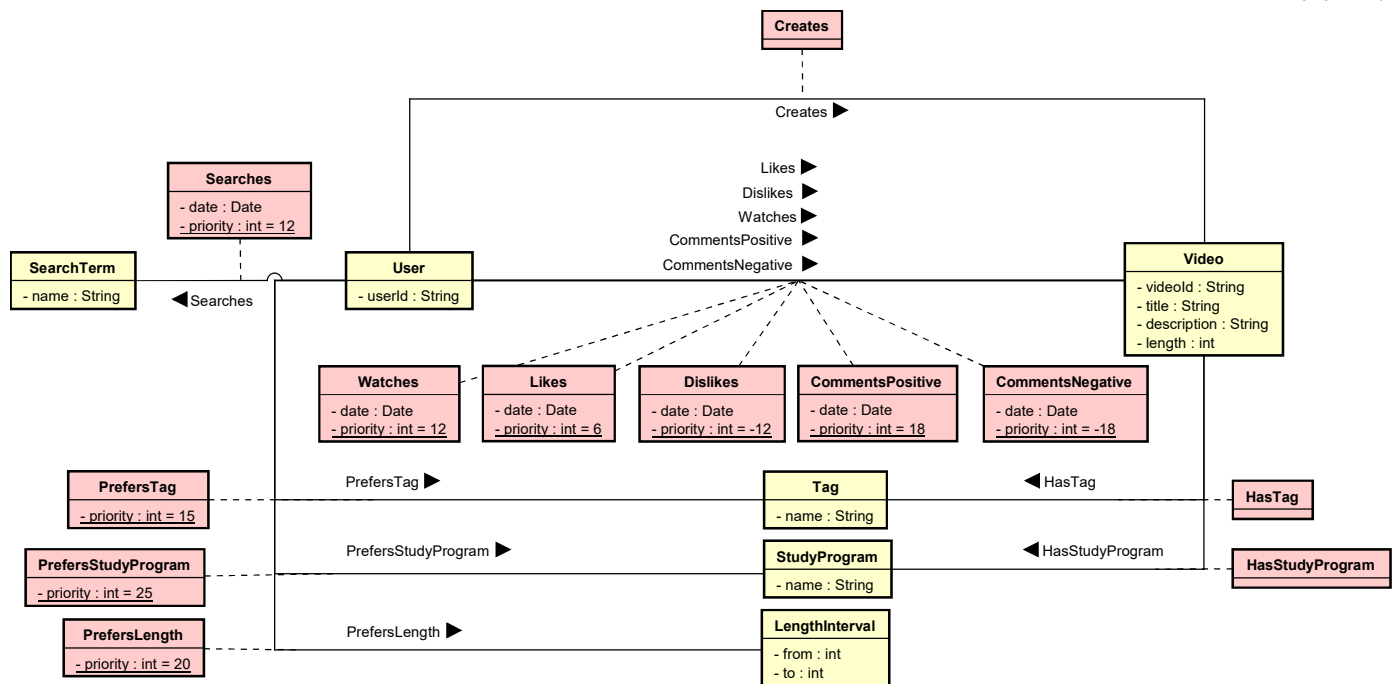 Creates
Creates ▶
Likes ▶
Dislikes ▶
Watches ▶
CommentsPositive ▶
CommentsNegative ▶
Searches
- date : Date
- priority : int = 12
SearchTerm
- name : String
◀ Searches
User
- userId : String
Video
- videoId : String
- title : String
- description : String
- length : int
Watches
- date : Date
- priority : int = 12
Likes
- date : Date
- priority : int = 6
Dislikes
- date : Date
- priority : int = -12
CommentsPositive
- date : Date
- priority : int = 18
CommentsNegative
- date : Date
- priority : int = -18
PrefersTag
- priority : int = 15
PrefersTag ▶
Tag
- name : String
◀ HasTag
HasTag
PrefersStudyProgram
- priority : int = 25
PrefersStudyProgram ▶
StudyProgram
- name : String
◀ HasStudyProgram
HasStudyProgram
PrefersLength
- priority : int = 20
PrefersLength ▶
LengthInterval
- from : int
- to : int